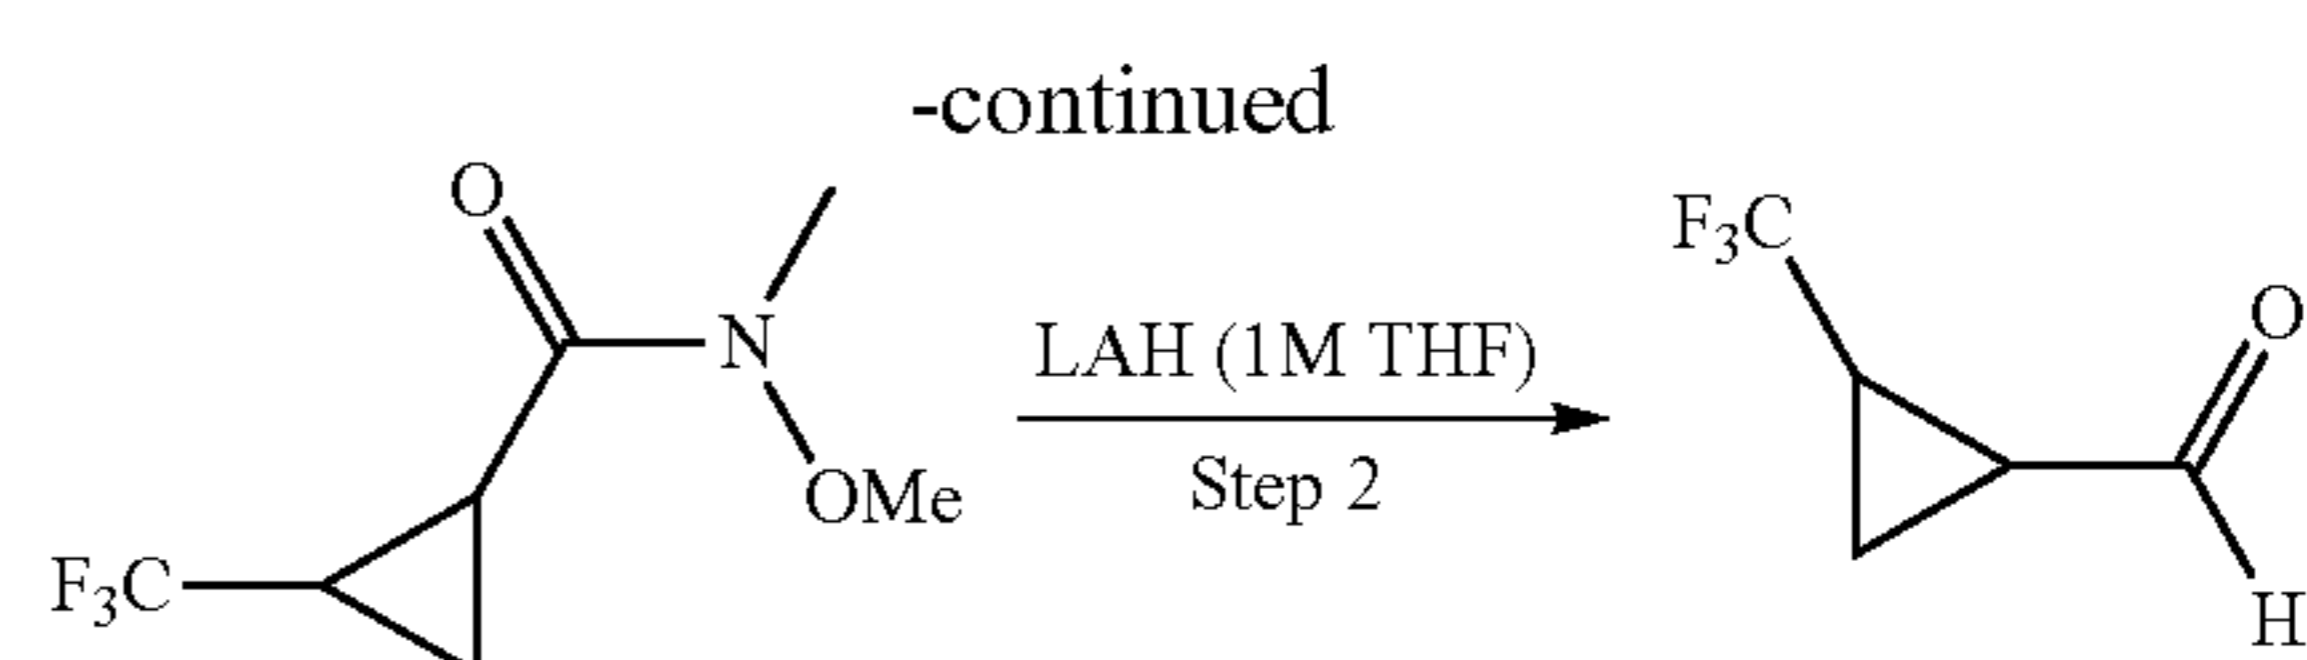 -continued
O
N
OMe
F3C
LAH (1M THF)
Step 2
F3C
O
H